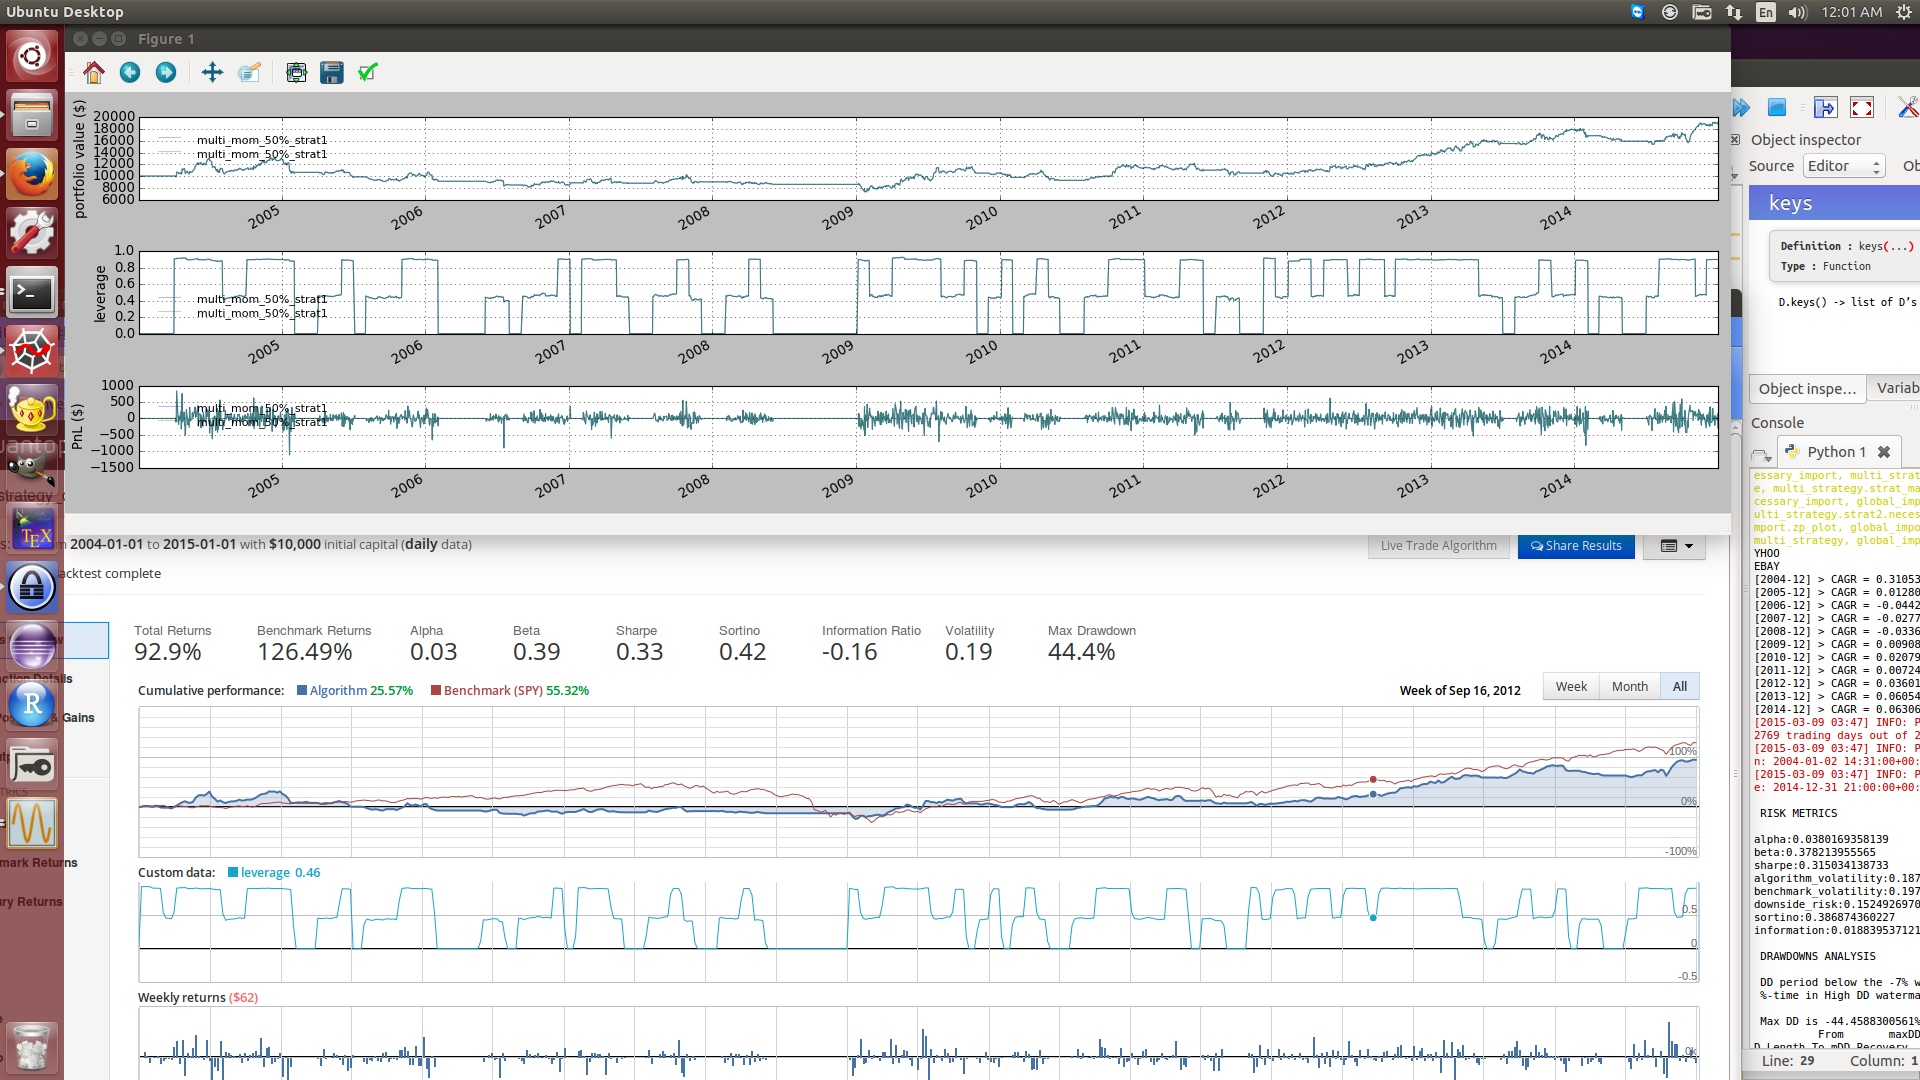 Ubuntu Desktop
En
12:01 AM
Figure 1
portfolio value ($)
20000
18000
16000
14000
12000
10000
8000
6000
multi_mom_50%_strat1
multi_mom_50%_strat1
2005
2006
2007
2008
2009
2010
2011
2012
2013
2014
leverage
1.0
0.8
0.6
0.4
0.2
0.0
multi_mom_50%_strat1
multi_mom_50%_strat1
2005
2006
2007
2008
2009
2010
2011
2012
2013
2014
PnL ($)
1000
500
0
−500
−1000
−1500
multi_mom_50%_strat1
multi_mom_50%_strat1
2005
2006
2007
2008
2009
2010
2011
2012
2013
2014
2004-01-01 to 2015-01-01 with $10,000 initial capital (daily data)
Live Trade Algorithm
Share Results
acktest complete
Total Returns
92.9%
Benchmark Returns
126.49%
Alpha
0.03
Beta
0.39
Sharpe
0.33
Sortino
0.42
Information Ratio
-0.16
Volatility
0.19
Max Drawdown
44.4%
Cumulative performance: Algorithm 25.57% Benchmark (SPY) 55.32%
Week of Sep 16, 2012
Week
Month
All
100%
0%
-100%
Custom data: leverage 0.46
0.5
0
-0.5
Weekly returns ($62)
0k
Details
& Gains
mark Returns
ury Returns
TEX
R
Object inspector
Source
Editor
Ob
keys
Definition : keys(...)
Type : Function
D.keys() -> list of D’s
Object inspe...
Variab
Console
Python 1
essary_import, multi_strat
e, multi_strategy.strat_ma
cessary_import, global_imp
ulti_strategy.strat2.neces
mport.zp_plot, global_impo
multi_strategy, global_imp
YHOO
EBAY
[2004-12] > CAGR = 0.31053
[2005-12] > CAGR = 0.01280
[2006-12] > CAGR = -0.0442
[2007-12] > CAGR = -0.0277
[2008-12] > CAGR = -0.0336
[2009-12] > CAGR = 0.00908
[2010-12] > CAGR = 0.02079
[2011-12] > CAGR = 0.00724
[2012-12] > CAGR = 0.03601
[2013-12] > CAGR = 0.06054
[2014-12] > CAGR = 0.06306
[2015-03-09 03:47] INFO: P
2769 trading days out of 2
[2015-03-09 03:47] INFO: P
n: 2004-01-02 14:31:00+00:
[2015-03-09 03:47] INFO: P
e: 2014-12-31 21:00:00+00:
RISK METRICS
alpha:0.0380169358139
beta:0.378213955565
sharpe:0.315034138733
algorithm_volatility:0.187
benchmark_volatility:0.197
downside_risk:0.1524926970
sortino:0.386874360227
information:0.018839537121
DRAWDOWNS ANALYSIS
DD period below the -7% w
%-time in High DD waterma
Max DD is -44.4588300561%
From maxDD
D Length To mDD Recovery
Line: 29 Column: 1